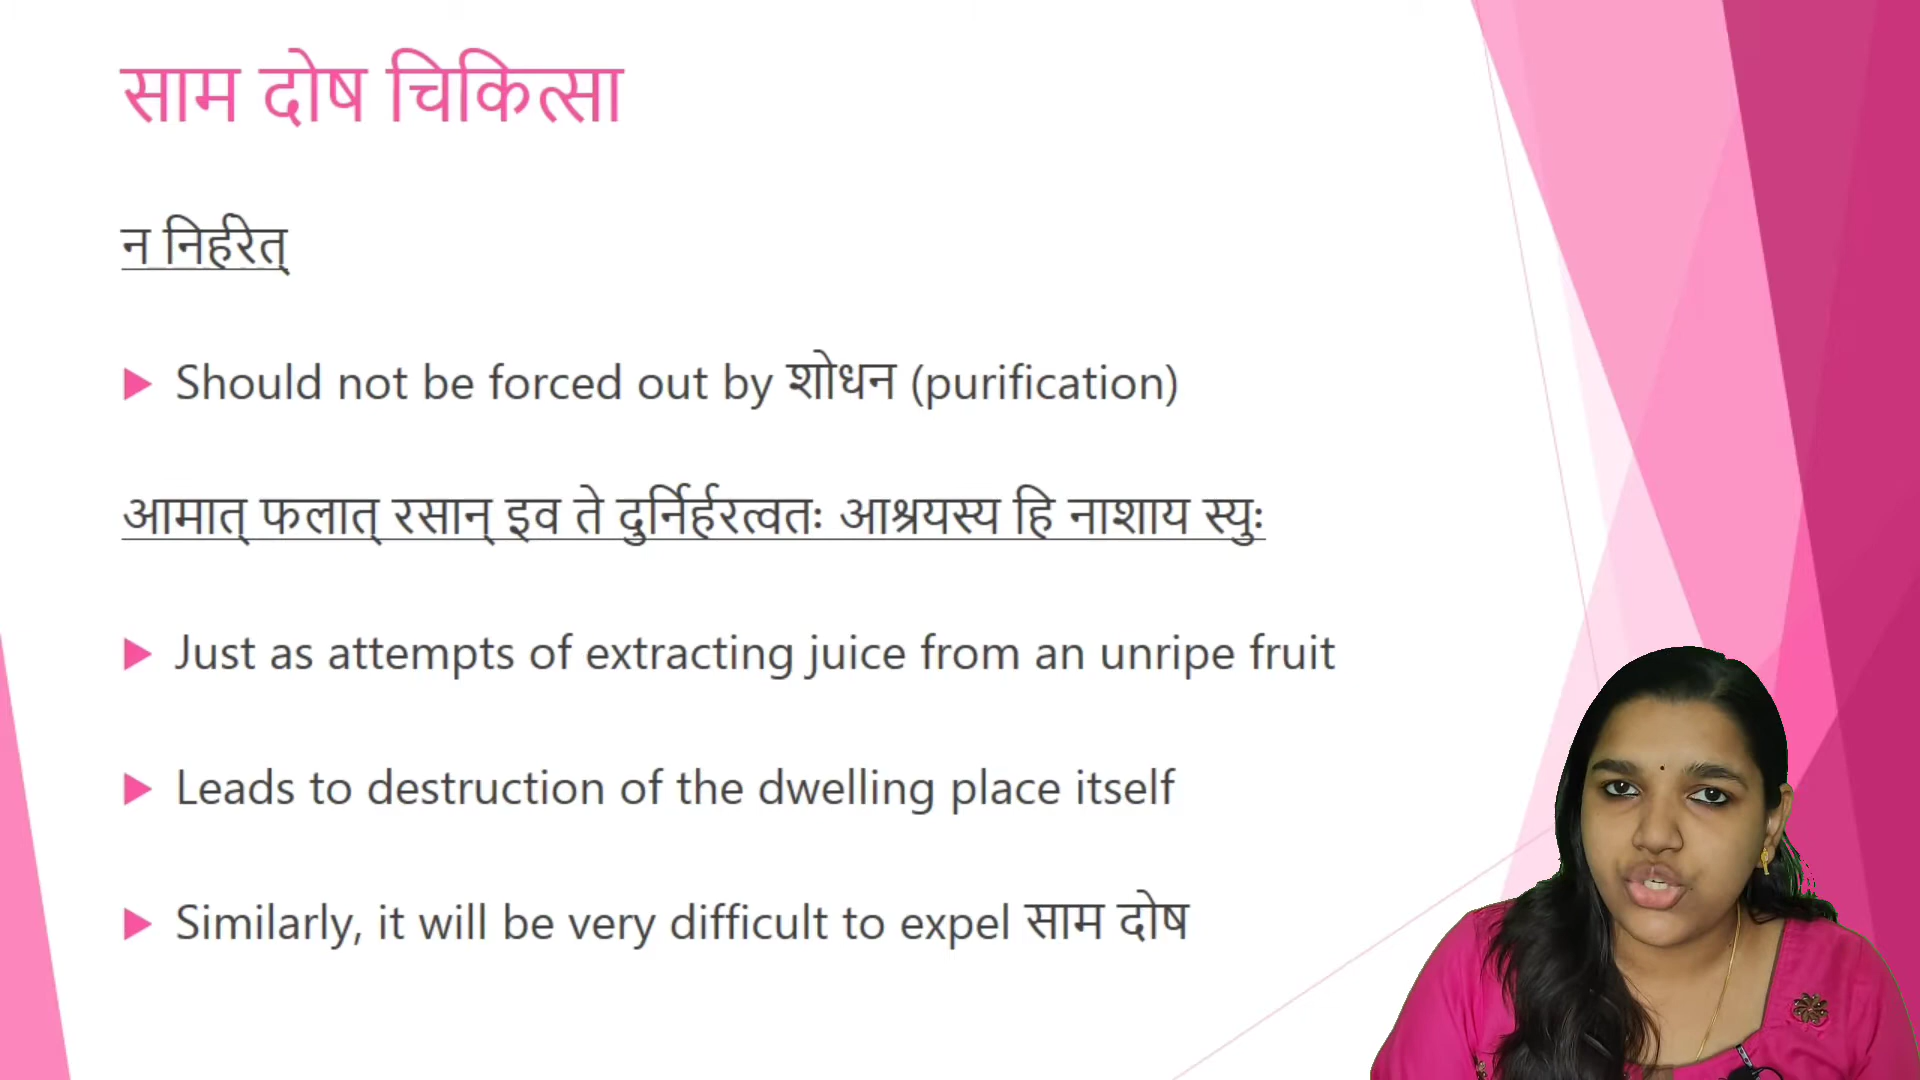 साम दोष चिकित्सा
न निर्हरेत्
Should not be forced out by शोधन (purification)
आमात् फलात् रसान् इव ते दुर्निर्हरत्वतः आश्रयस्य हि नाशाय स्युः
Just as attempts of extracting juice from an unripe fruit
Leads to destruction of the dwelling place itself
Similarly, it will be very difficult to expel साम दोष